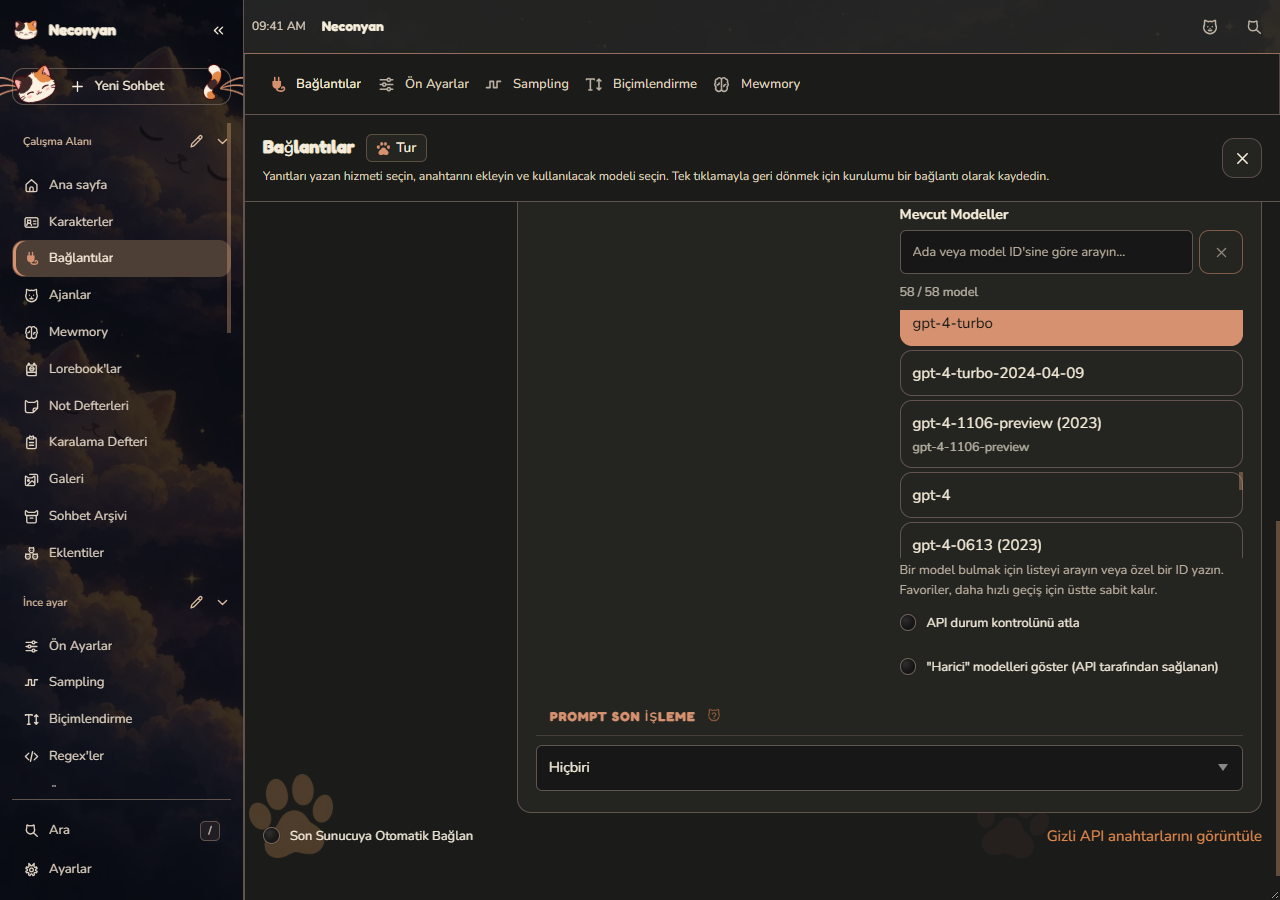 Neconyan
«
Yeni Sohbet
Çalışma Alanı
Ana sayfa
Karakterler
Bağlantılar
Ajanlar
Mewmory
Lorebook'lar
Not Defterleri
Karalama Defteri
Galeri
Sohbet Arşivi
Eklentiler
İnce ayar
Ön Ayarlar
Sampling
Biçimlendirme
Regex'ler
Ara
/
Ayarlar
09:41 AM Neconyan
Bağlantılar Ön Ayarlar Sampling Biçimlendirme Mewmory
Bağlantılar Tur
Yanıtları yazan hizmeti seçin, anahtarını ekleyin ve kullanılacak modeli seçin. Tek tıklamayla geri dönmek için kurulumu bir bağlantı olarak kaydedin.
Mevcut Modeller
Ada veya model ID'sine göre arayın...
58 / 58 model
gpt-4-turbo
gpt-4-turbo-2024-04-09
gpt-4-1106-preview (2023)
gpt-4-1106-preview
gpt-4
gpt-4-0613 (2023)
Bir model bulmak için listeyi arayın veya özel bir ID yazın.
Favoriler, daha hızlı geçiş için üstte sabit kalır.
API durum kontrolünü atla
"Harici" modelleri göster (API tarafından sağlanan)
PROMPT SON İŞLEME
Hiçbiri
Son Sunucuya Otomatik Bağlan
Gizli API anahtarlarını görüntüle